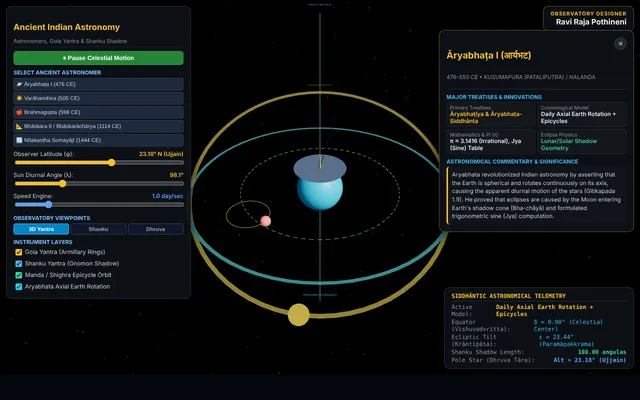 Ancient Indian Astronomy
Astronomers, Gola Yantra & Shanku Shadow
Pause Celestial Motion
SELECT ANCIENT ASTRONOMER
Āryabhaṭa I (476 CE)
Varāhamihira (505 CE)
Brahmagupta (598 CE)
Bhāskara II / Bhāskarāchārya (1114 CE)
Nīlakaṇṭha Somayājī (1444 CE)
Observer Latitude (φ): 23.18° N (Ujjain)
Sun Diurnal Angle (λ): 98.1°
Speed Engine: 1.0 day/sec
OBSERVATORY VIEWPOINTS
3D Yantra Shanku Dhruva
INSTRUMENT LAYERS
Gola Yantra (Armillary Rings)
Shanku Yantra (Gnomon Shadow)
Manda / Shighra Epicycle Orbit
Aryabhata Axial Earth Rotation
OBSERVATORY DESIGNER
Ravi Raja Pothineni
Āryabhaṭa I (आर्यभट)
476–550 CE • KUSUMAPURA (PATALIPUTRA) / NALANDA
MAJOR TREATISES & INNOVATIONS
Primary Treatises
Āryabhaṭīya & Āryabhaṭa-Siddhānta
Cosmological Model
Daily Axial Earth Rotation + Epicycles
Mathematics & Pi (π)
π ≈ 3.1416 (Irrational), Jya (Sine) Table
Eclipse Physics
Lunar/Solar Shadow Geometry
ASTRONOMICAL COMMENTARY & SIGNIFICANCE
Aryabhata revolutionized Indian astronomy by asserting that
the Earth is spherical and rotates continuously on its axis,
causing the apparent diurnal motion of the stars (Gitikapada
1.9). He proved that eclipses are caused by the Moon entering
Earth's shadow cone (Bha-chāyā) and formulated
trigonometric sine (Jya) computation.
SIDDHĀNTIC ASTRONOMICAL TELEMETRY
Active Model: Daily Axial Earth Rotation + Epicycles
Equator (Vishuvadvritta): δ = 0.00° (Celestial Center)
Ecliptic Tilt (Krāntipāta): ε = 23.44° (Paramāpakkrama)
Shanku Shadow Length: 108.00 angulas
Pole Star (Dhruva Tāra): Alt = 23.18° (Ujjain)